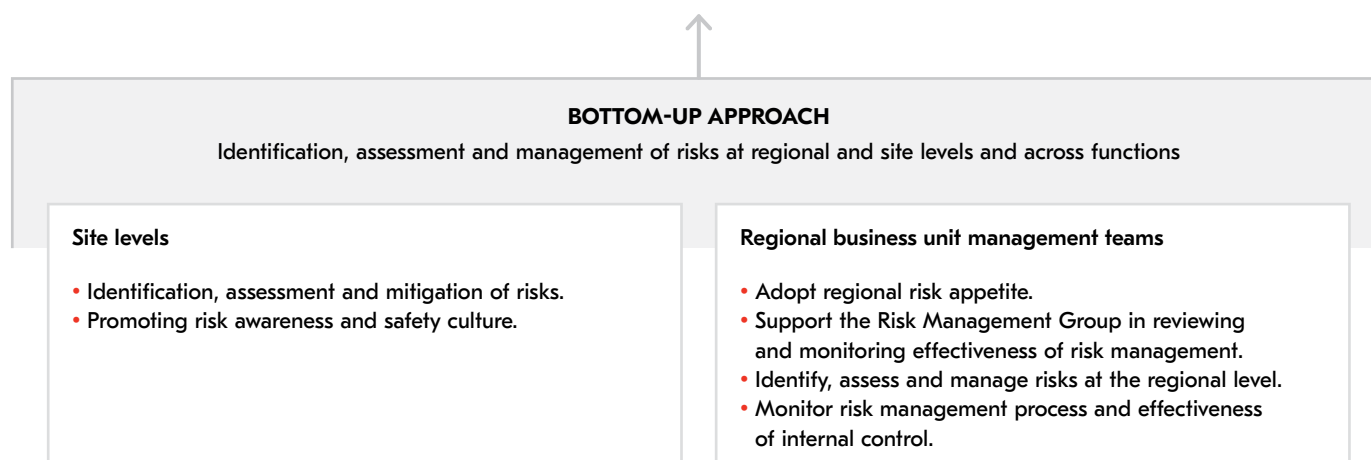 BOTTOM-UP APPROACH
Identification, assessment and management of risks at regional and site levels and across functions
Site levels
• Identification, assessment and mitigation of risks.
• Promoting risk awareness and safety culture.
Regional business unit management teams
• Adopt regional risk appetite.
• Support the Risk Management Group in reviewing
and monitoring effectiveness of risk management.
• Identify, assess and manage risks at the regional level.
• Monitor risk management process and effectiveness
of internal control.